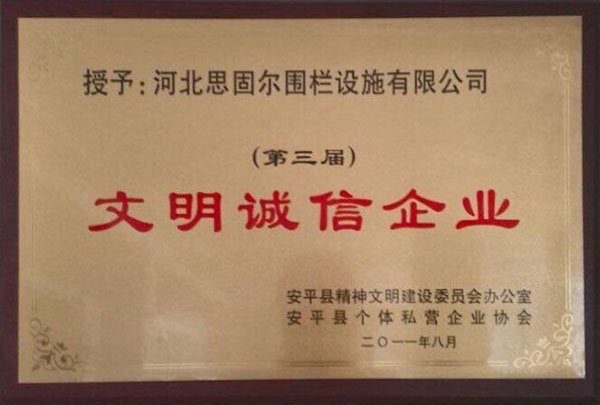 授予：河北思固尔围栏设施有限公司
（第三届）
文明诚信企业
安平县精神文明建设委员会办公室
安平县个体私营企业协会
二〇一一年八月